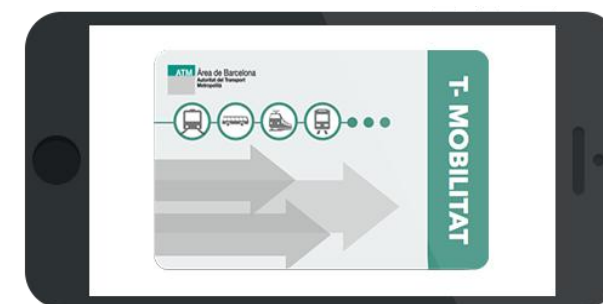 ATM Àrea de Barcelona
Autoritat del Transport
Metropolità
T- MOBILITAT